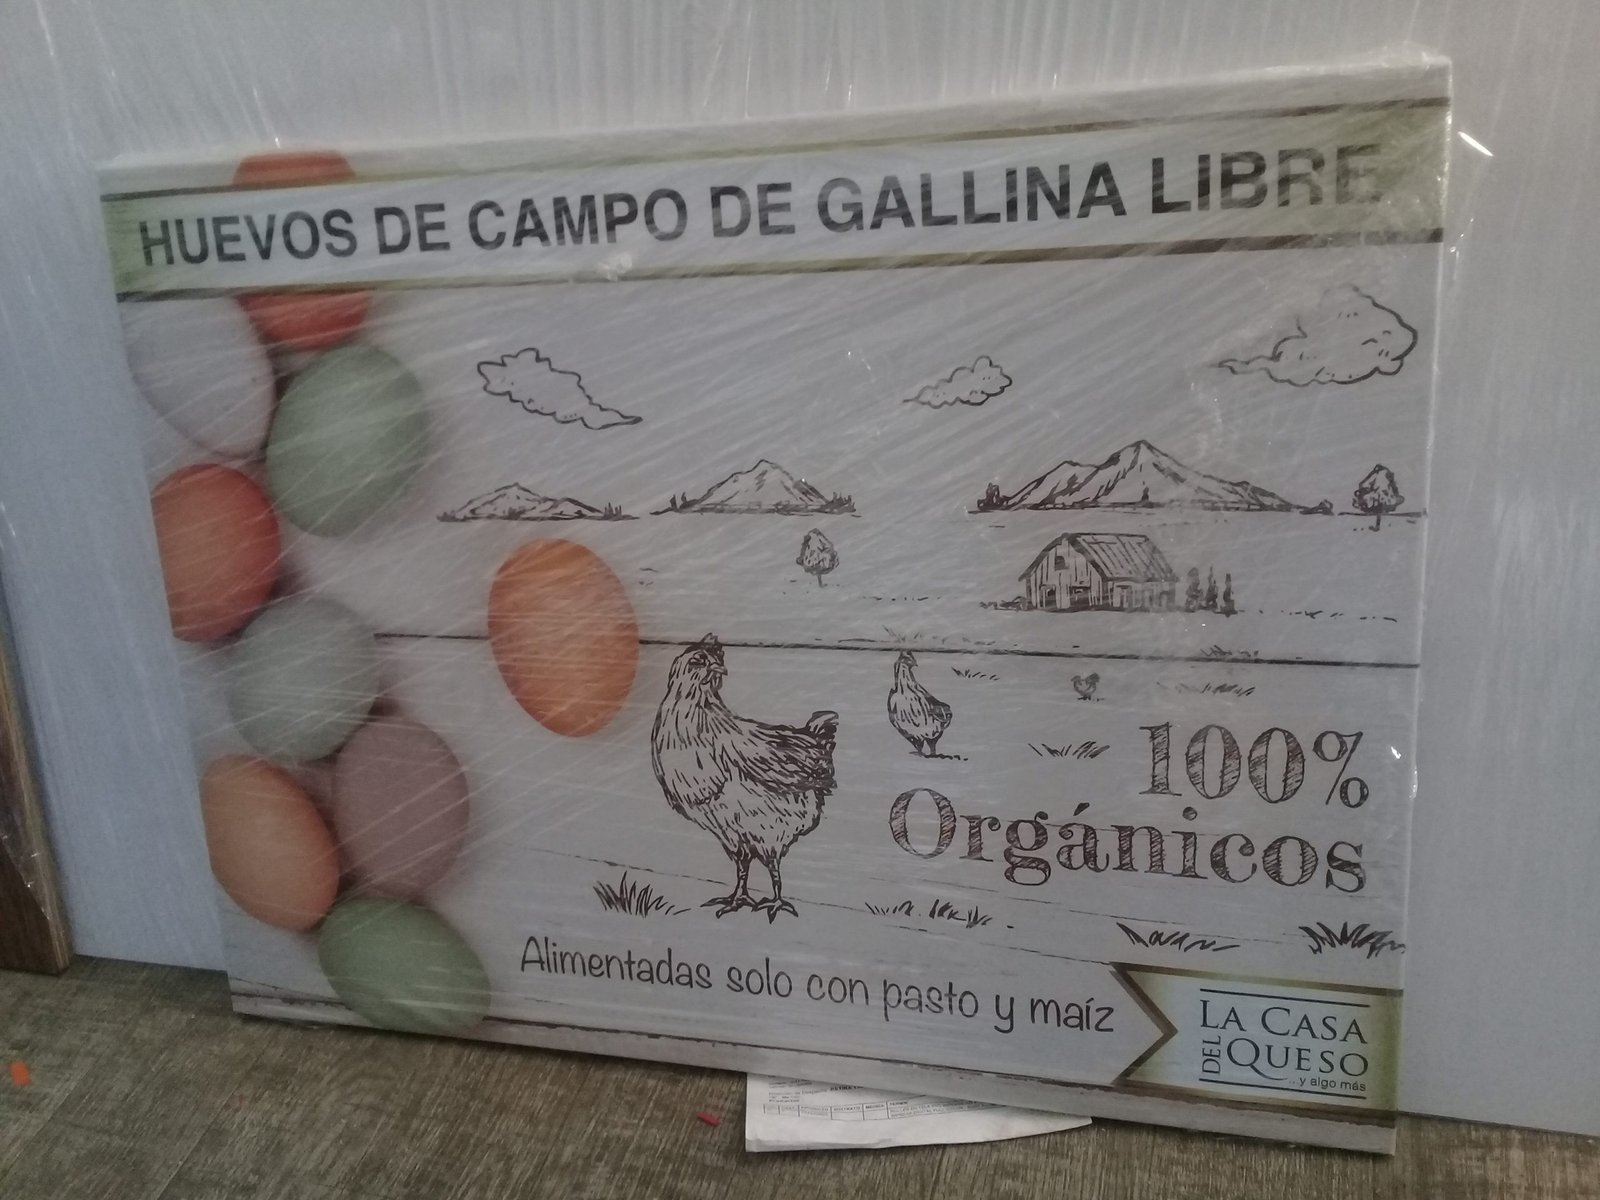 HUEVOS DE CAMPO DE GALLINA LIBRE
100%
Orgánicos
Alimentadas solo con pasto y maíz
LA CASA
DEL QUESO
...y algo más